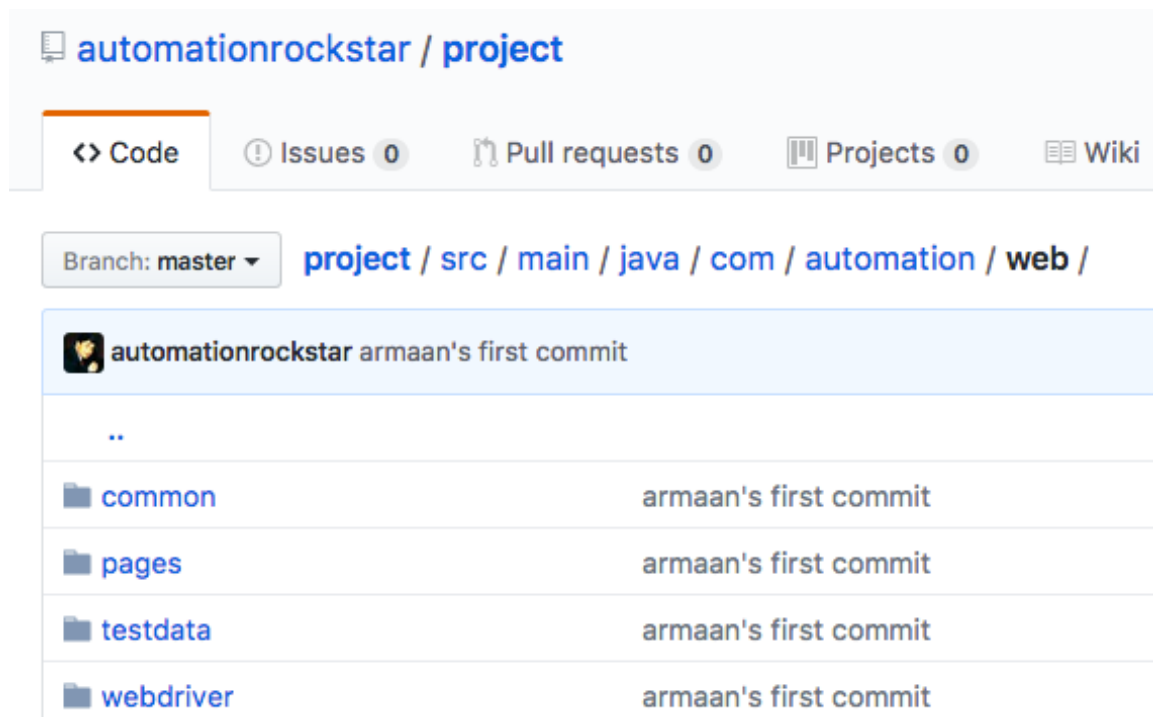 automationrockstar / project
<> Code Issues 0 Pull requests 0 Projects 0 Wiki
Branch: master project / src / main / java / com / automation / web /
automationrockstar armaan's first commit
..
common armaan's first commit
pages armaan's first commit
testdata armaan's first commit
webdriver armaan's first commit